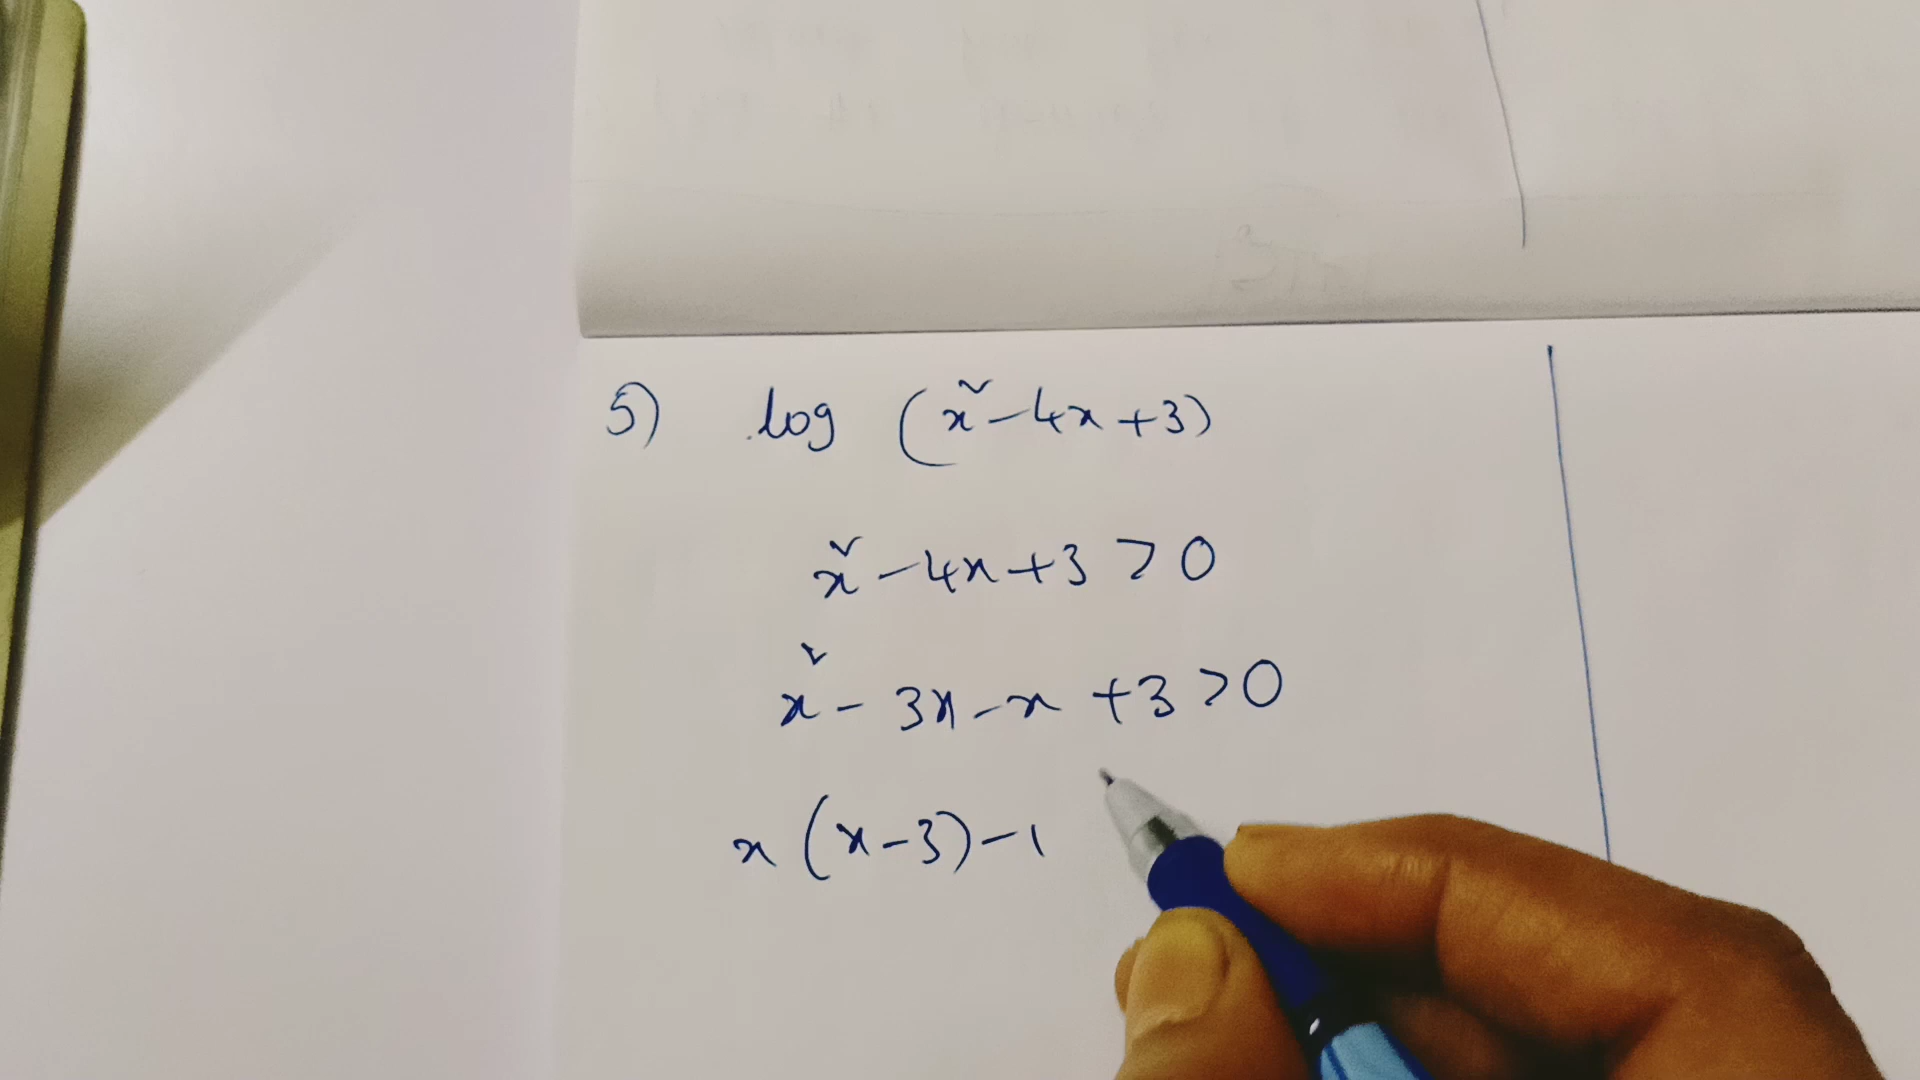 5) log (x² - 4x + 3)
x² - 4x + 3 > 0
x² - 3x - x + 3 > 0
x (x - 3) - 1